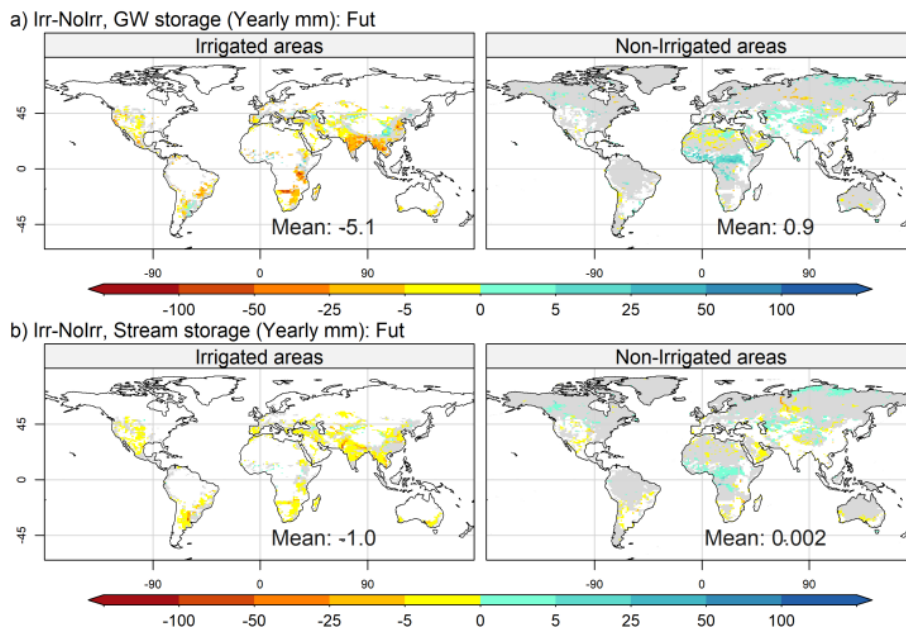 a) Irr-NoIrr, GW storage (Yearly mm): Fut
Irrigated areas Non-Irrigated areas
45
0
-45
Mean: -5.1 Mean: 0.9
-90 0 90 -90 0 90
-100 -50 -25 -5 0 5 25 50 100
b) Irr-NoIrr, Stream storage (Yearly mm): Fut
Irrigated areas Non-Irrigated areas
45
0
-45
Mean: -1.0 Mean: 0.002
-90 0 90 -90 0 90
-100 -50 -25 -5 0 5 25 50 100